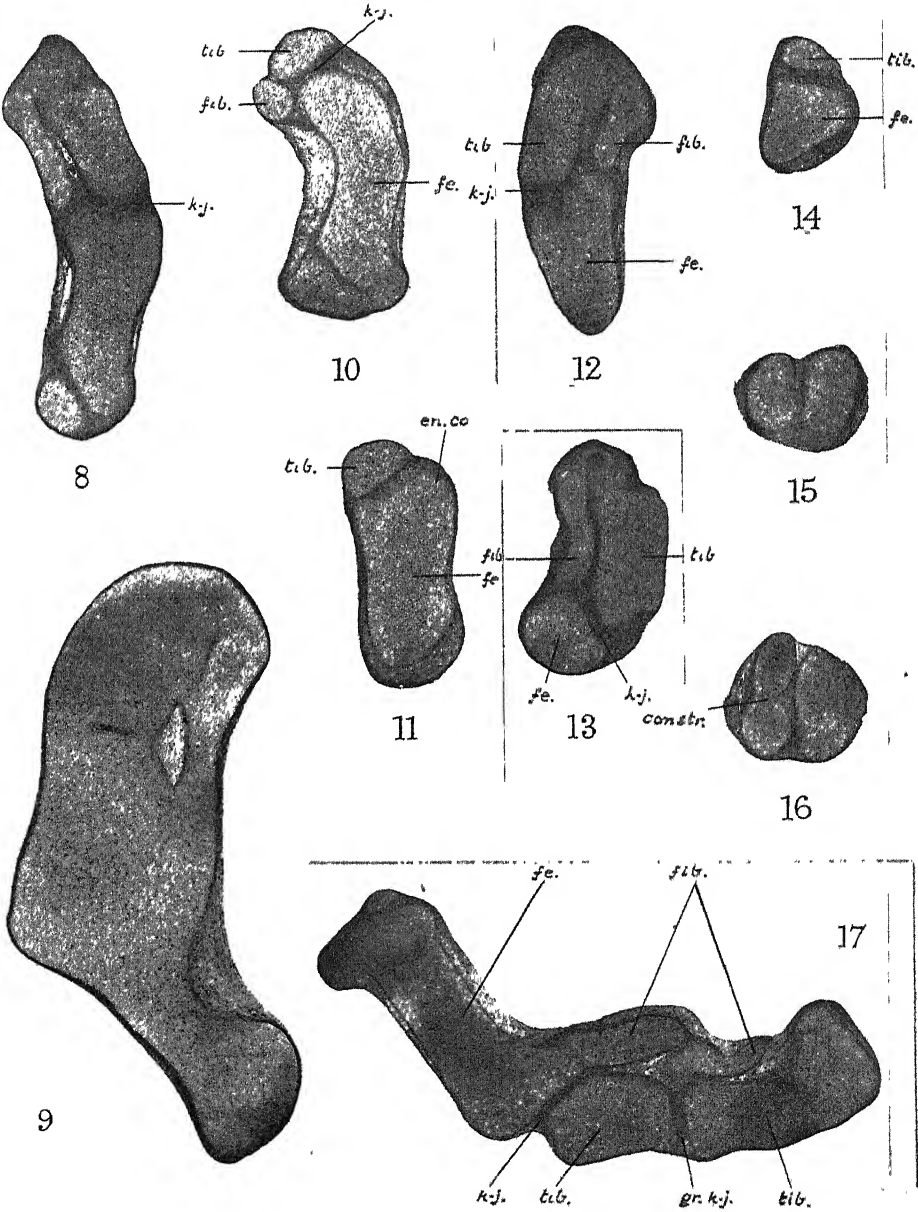 k-j.
tib
fib.
fe.
k-j.
8
10
tib
fib.
k-j.
fe.
12
tib.
fe.
14
15
en.co
tib.
fe
11
fib
tib
fe.
k-j.
13
constr.
16
9
fe.
fib.
17
k-j.
tib.
gr. k-j.
tib.